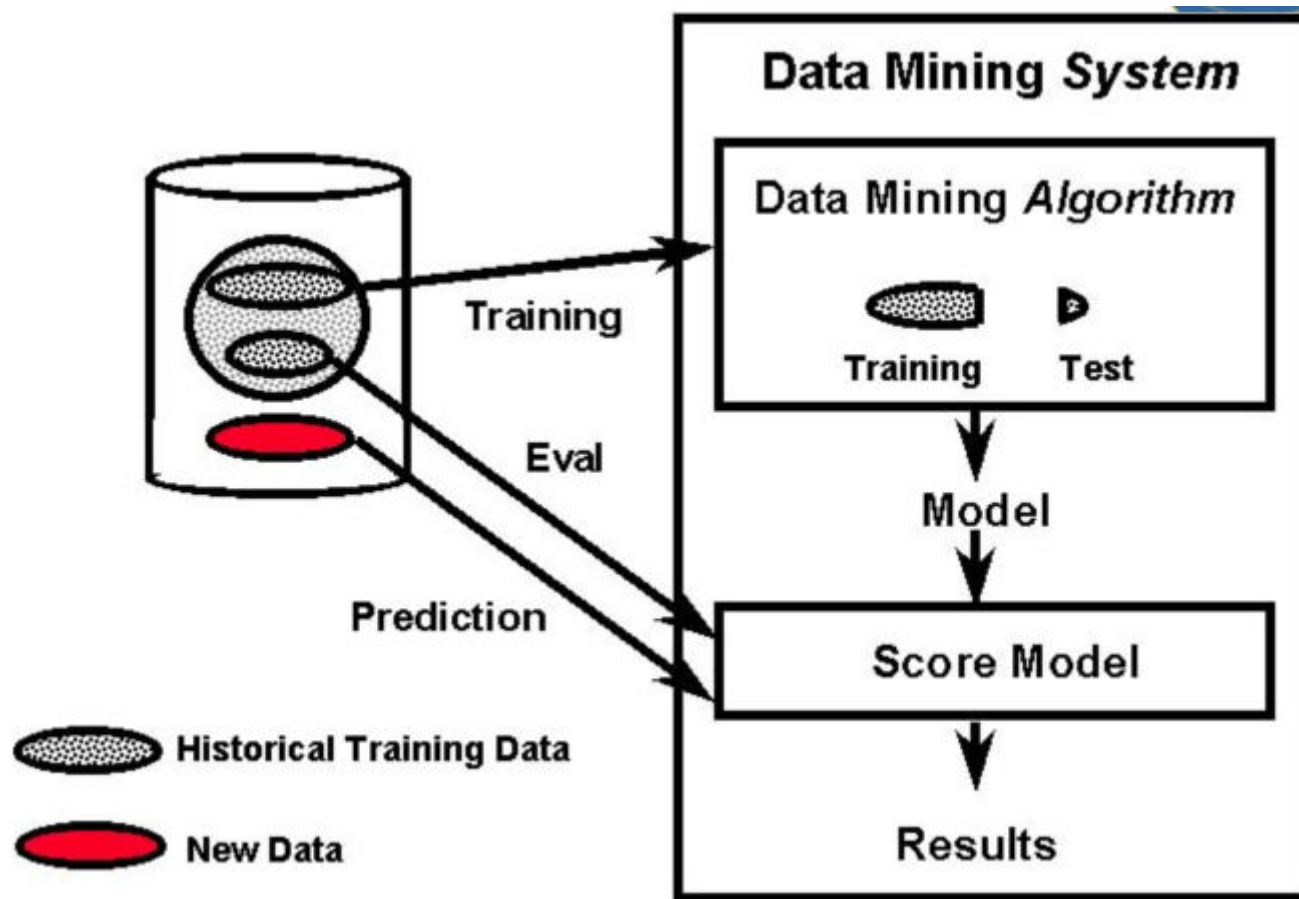 Data Mining System
Data Mining Algorithm
Training
Training Test
Eval
Model
Prediction
Score Model
Historical Training Data
New Data
Results